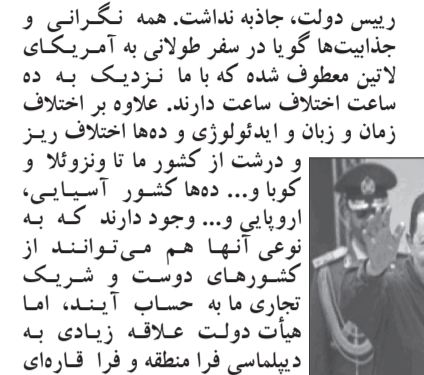 رییس دولت، جاذبه نداشت. همه نگرانی و
جذابیت‌ها گویا در سفر طولانی به آمریکای
لاتین معطوف شده که با ما نزدیک به ده
ساعت اختلاف ساعت دارند. علاوه بر اختلاف
زمان و زبان و ایدئولوژی و ده‌ها اختلاف ریز
و درشت از کشور ما تا ونزوئلا و
کوبا و... ده‌ها کشور آسیایی،
اروپایی و... وجود دارند که به
نوعی آنها هم می‌توانند از
کشورهای دوست و شریک
تجاری ما به حساب آیند، اما
هیأت دولت علاقه زیادی به
دیپلماسی فرا منطقه و فرا قاره‌ای